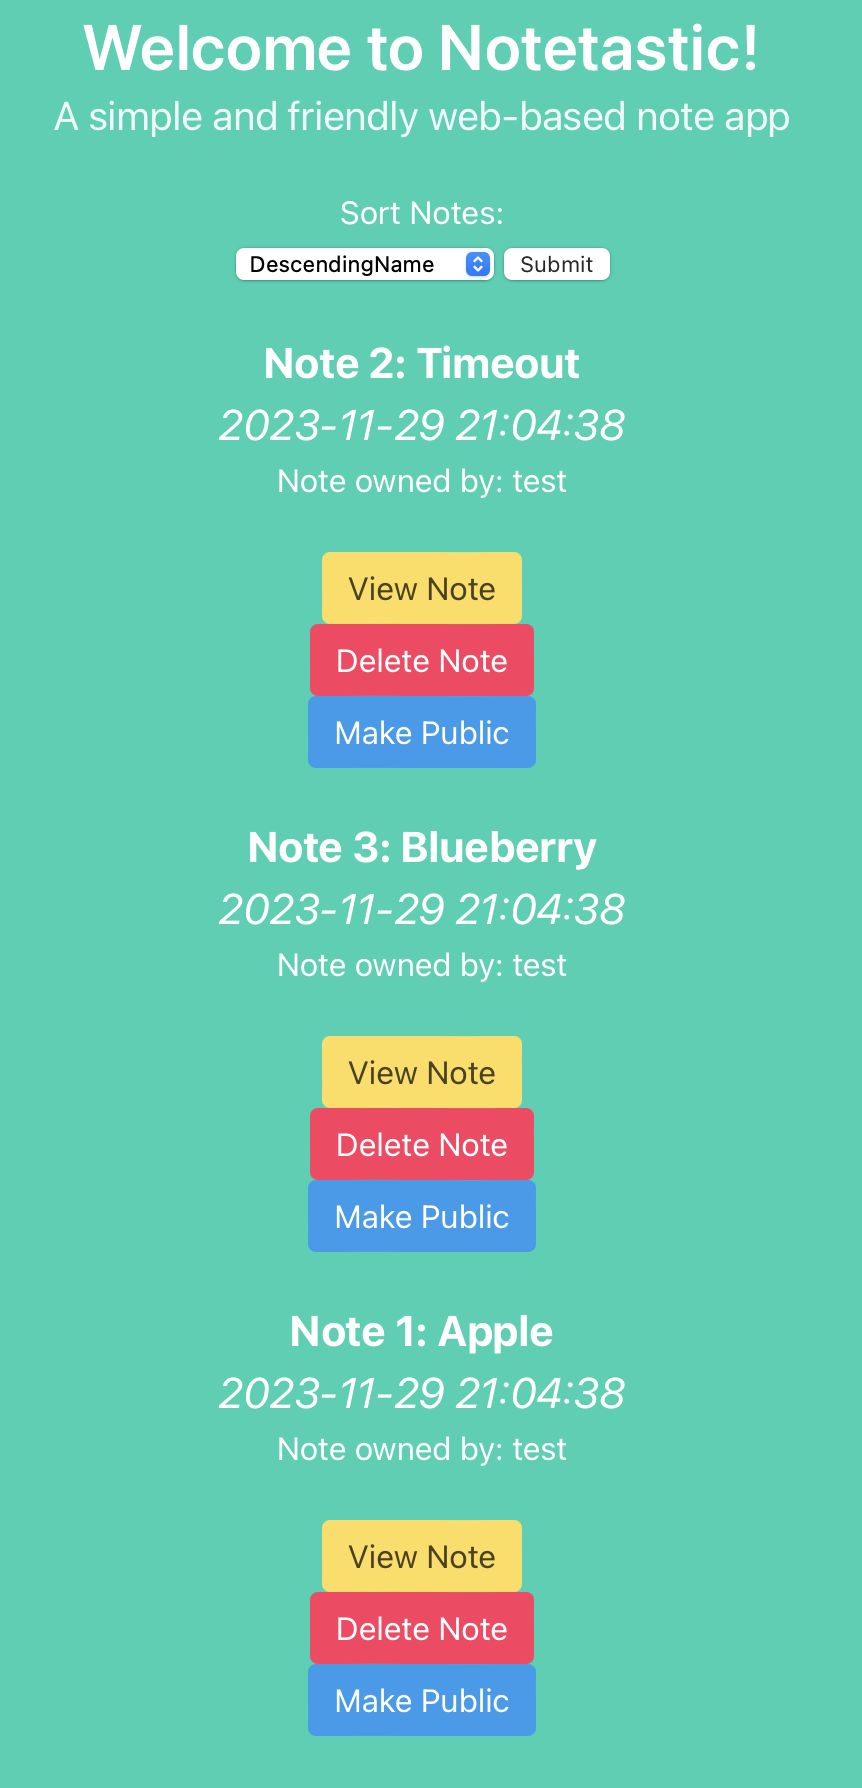 Welcome to Notetastic!
A simple and friendly web-based note app
Sort Notes:
DescendingName Submit
Note 2: Timeout
2023-11-29 21:04:38
Note owned by: test
View Note
Delete Note
Make Public
Note 3: Blueberry
2023-11-29 21:04:38
Note owned by: test
View Note
Delete Note
Make Public
Note 1: Apple
2023-11-29 21:04:38
Note owned by: test
View Note
Delete Note
Make Public